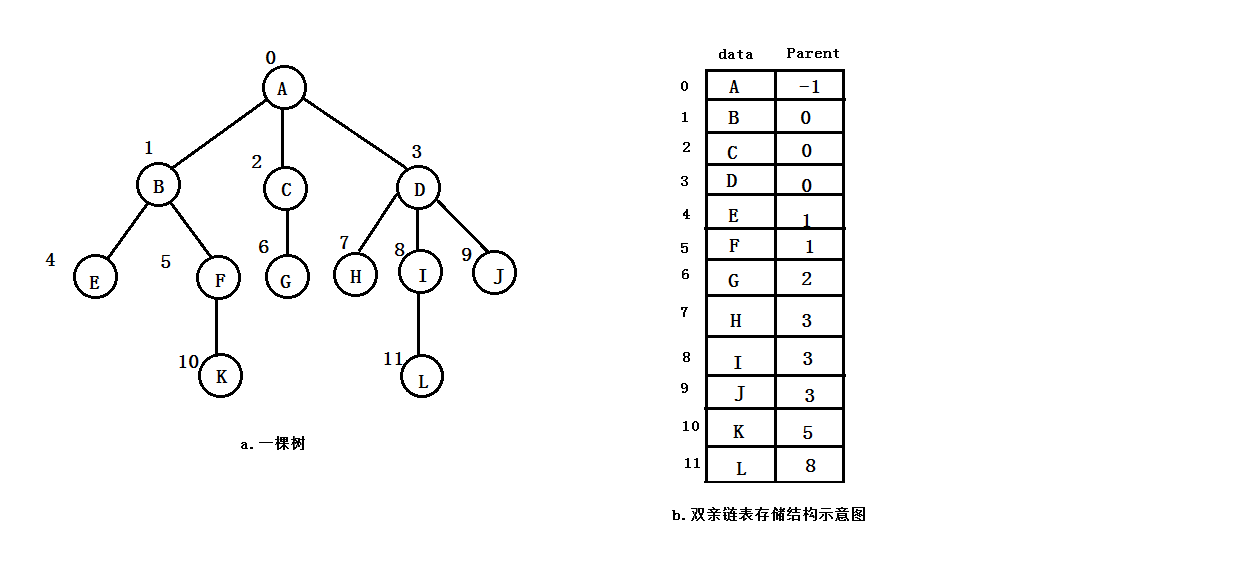 0
A
1
2
3
B
C
D
4
5
6
7
8
9
E
F
G
H
I
J
10
11
K
L
a.一棵树
data Parent
0 A -1
1 B 0
2 C 0
3 D 0
4 E 1
5 F 1
6 G 2
7 H 3
8 I 3
9 J 3
10 K 5
11 L 8
b.双亲链表存储结构示意图